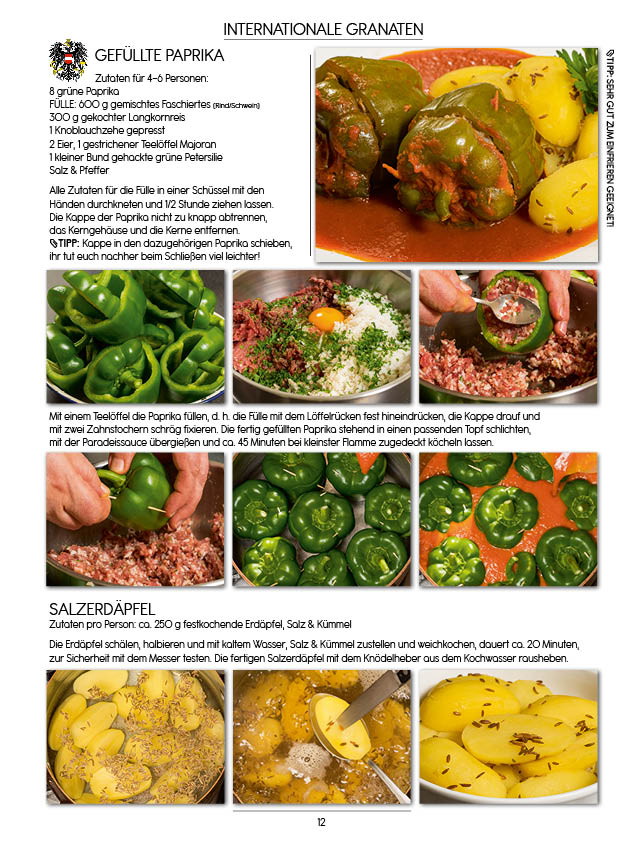 INTERNATIONALE GRANATEN
GEFÜLLTE PAPRIKA
Zutaten für 4–6 Personen:
8 grüne Paprika
FÜLLE: 600 g gemischtes Faschiertes (Rind/Schwein)
300 g gekochter Langkornreis
1 Knoblauchzehe gepresst
2 Eier, 1 gestrichener Teelöffel Majoran
1 kleiner Bund gehackte grüne Petersilie
Salz & Pfeffer
Alle Zutaten für die Fülle in einer Schüssel mit den
Händen durchkneten und 1/2 Stunde ziehen lassen.
Die Kappe der Paprika nicht zu knapp abtrennen,
das Kerngehäuse und die Kerne entfernen.
TIPP: Kappe in den dazugehörigen Paprika schieben,
ihr tut euch nachher beim Schließen viel leichter!
TIPP: SEHR GUT ZUM EINFRIEREN GEEIGNET!
Mit einem Teelöffel die Paprika füllen, d. h. die Fülle mit dem Löffelrücken fest hineindrücken, die Kappe drauf und
mit zwei Zahnstochern schräg fixieren. Die fertig gefüllten Paprika stehend in einen passenden Topf schlichten,
mit der Paradeissauce übergießen und ca. 45 Minuten bei kleinster Flamme zugedeckt köcheln lassen.
SALZERDÄPFEL
Zutaten pro Person: ca. 250 g festkochende Erdäpfel, Salz & Kümmel
Die Erdäpfel schälen, halbieren und mit kaltem Wasser, Salz & Kümmel zustellen und weichkochen, dauert ca. 20 Minuten,
zur Sicherheit mit dem Messer testen. Die fertigen Salzerdäpfel mit dem Knödelheber aus dem Kochwasser rausheben.
12